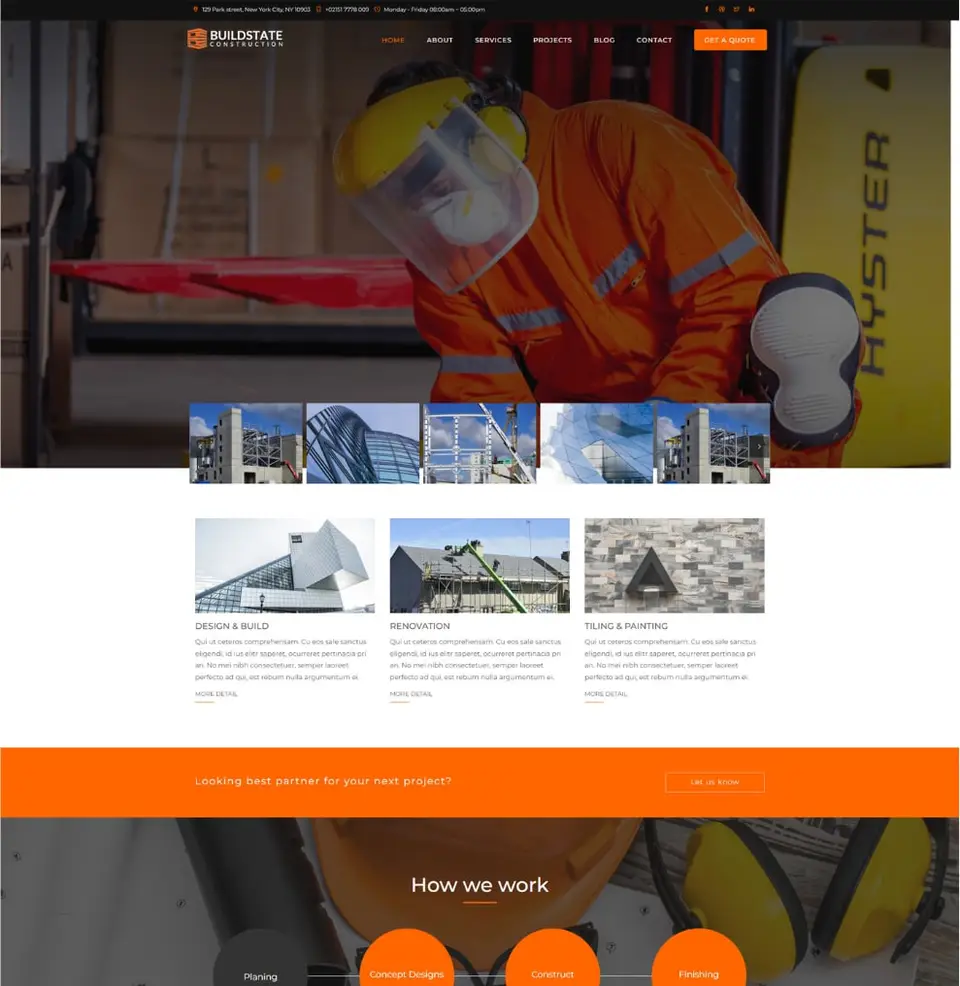 129 Park street, New York City, NY 10903 +02151 7778 009 Monday - Friday 08:00am – 05:00pm
BUILDSTATE
CONSTRUCTION
HOME ABOUT SERVICES PROJECTS BLOG CONTACT GET A QUOTE
HYSTER
DESIGN & BUILD
Qui ut ceteros comprehensam. Cu eos sale sanctus
eligendi, id ius elitr saperet, ocurreret pertinacia pri
an. No mei nibh consectetuer, semper laoreet
perfecto ad qui, est rebum nulla argumentum ei.
MORE DETAIL
RENOVATION
Qui ut ceteros comprehensam. Cu eos sale sanctus
eligendi, id ius elitr saperet, ocurreret pertinacia pri
an. No mei nibh consectetuer, semper laoreet
perfecto ad qui, est rebum nulla argumentum ei.
MORE DETAIL
TILING & PAINTING
Qui ut ceteros comprehensam. Cu eos sale sanctus
eligendi, id ius elitr saperet, ocurreret pertinacia pri
an. No mei nibh consectetuer, semper laoreet
perfecto ad qui, est rebum nulla argumentum ei.
MORE DETAIL
Looking best partner for your next project?
Let us know
How we work
Planing Concept Designs Construct Finishing